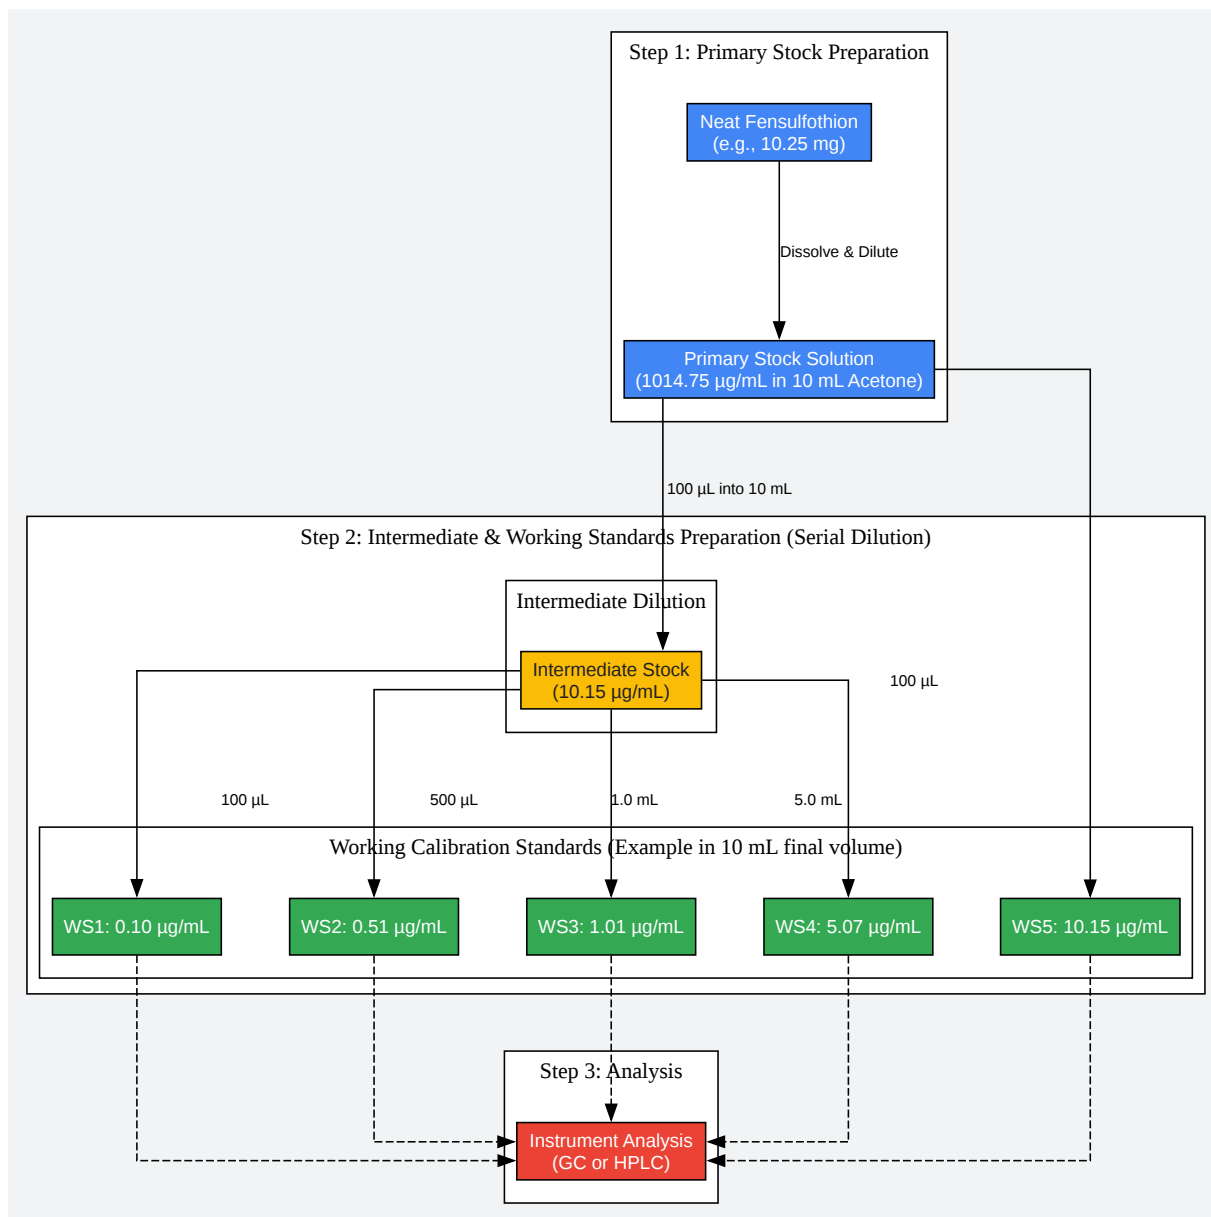 Step 1: Primary Stock Preparation
Neat Fensulfothion
(e.g., 10.25 mg)
Dissolve & Dilute
Primary Stock Solution
(1014.75 µg/mL in 10 mL Acetone)
100 µL into 10 mL
Step 2: Intermediate & Working Standards Preparation (Serial Dilution)
Intermediate Dilution
Intermediate Stock
(10.15 µg/mL)
100 µL
100 µL
500 µL
1.0 mL
5.0 mL
Working Calibration Standards (Example in 10 mL final volume)
WS1: 0.10 µg/mL
WS2: 0.51 µg/mL
WS3: 1.01 µg/mL
WS4: 5.07 µg/mL
WS5: 10.15 µg/mL
Step 3: Analysis
Instrument Analysis
(GC or HPLC)